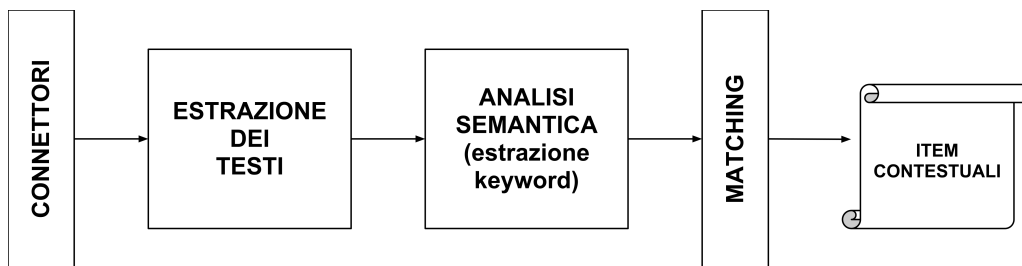 CONNETTORI
ESTRAZIONE
DEI
TESTI
ANALISI
SEMANTICA
(estrazione
keyword)
MATCHING
ITEM
CONTESTUALI